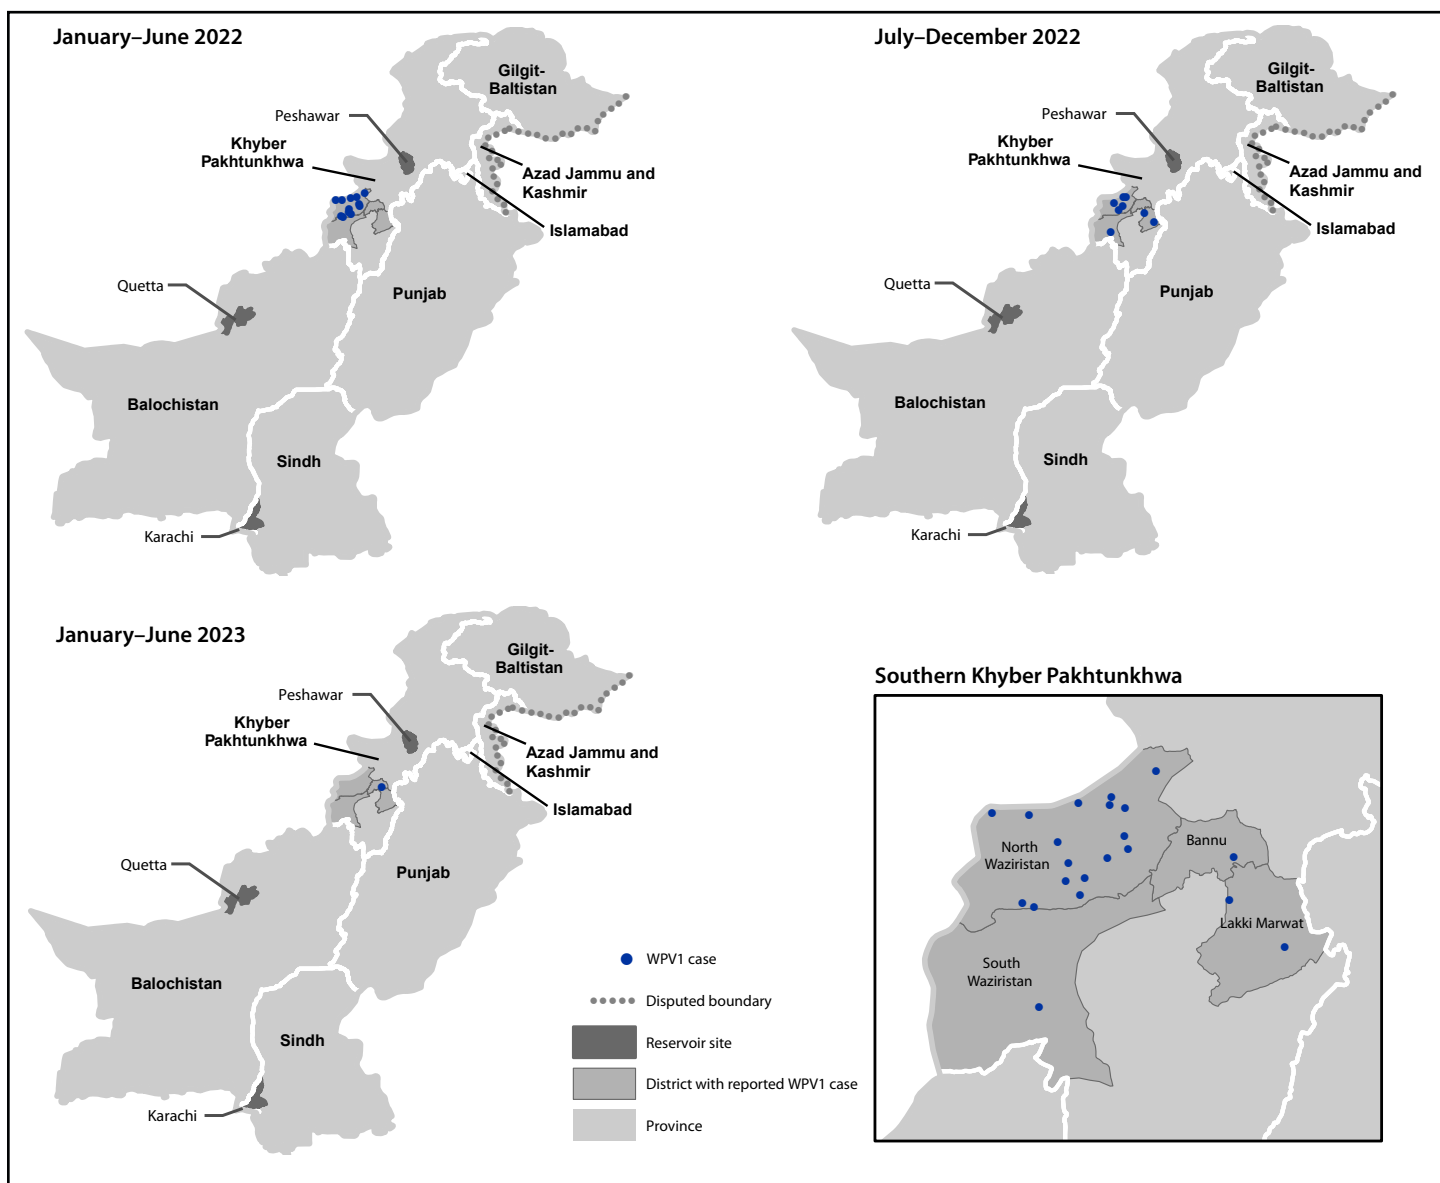 January–June 2022
Gilgit-
Baltistan
Peshawar
Khyber
Pakhtunkhwa
Azad Jammu and
Kashmir
Islamabad
Quetta
Punjab
Balochistan
Sindh
Karachi
July–December 2022
Gilgit-
Baltistan
Peshawar
Khyber
Pakhtunkhwa
Azad Jammu and
Kashmir
Islamabad
Quetta
Punjab
Balochistan
Sindh
Karachi
January–June 2023
Gilgit-
Baltistan
Peshawar
Khyber
Pakhtunkhwa
Azad Jammu and
Kashmir
Islamabad
Quetta
Punjab
Balochistan
Sindh
Karachi
WPV1 case
Disputed boundary
Reservoir site
District with reported WPV1 case
Province
Southern Khyber Pakhtunkhwa
North
Waziristan
Bannu
Lakki Marwat
South
Waziristan